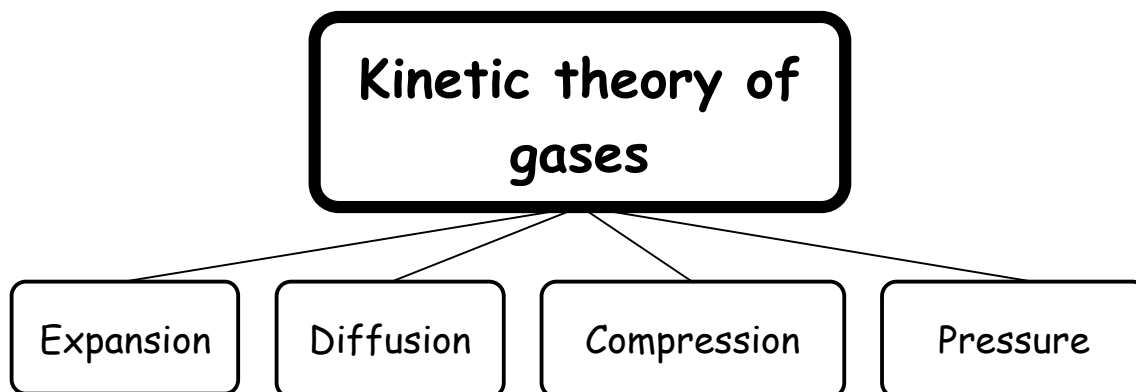 Kinetic theory of
gases
Expansion
Diffusion
Compression
Pressure